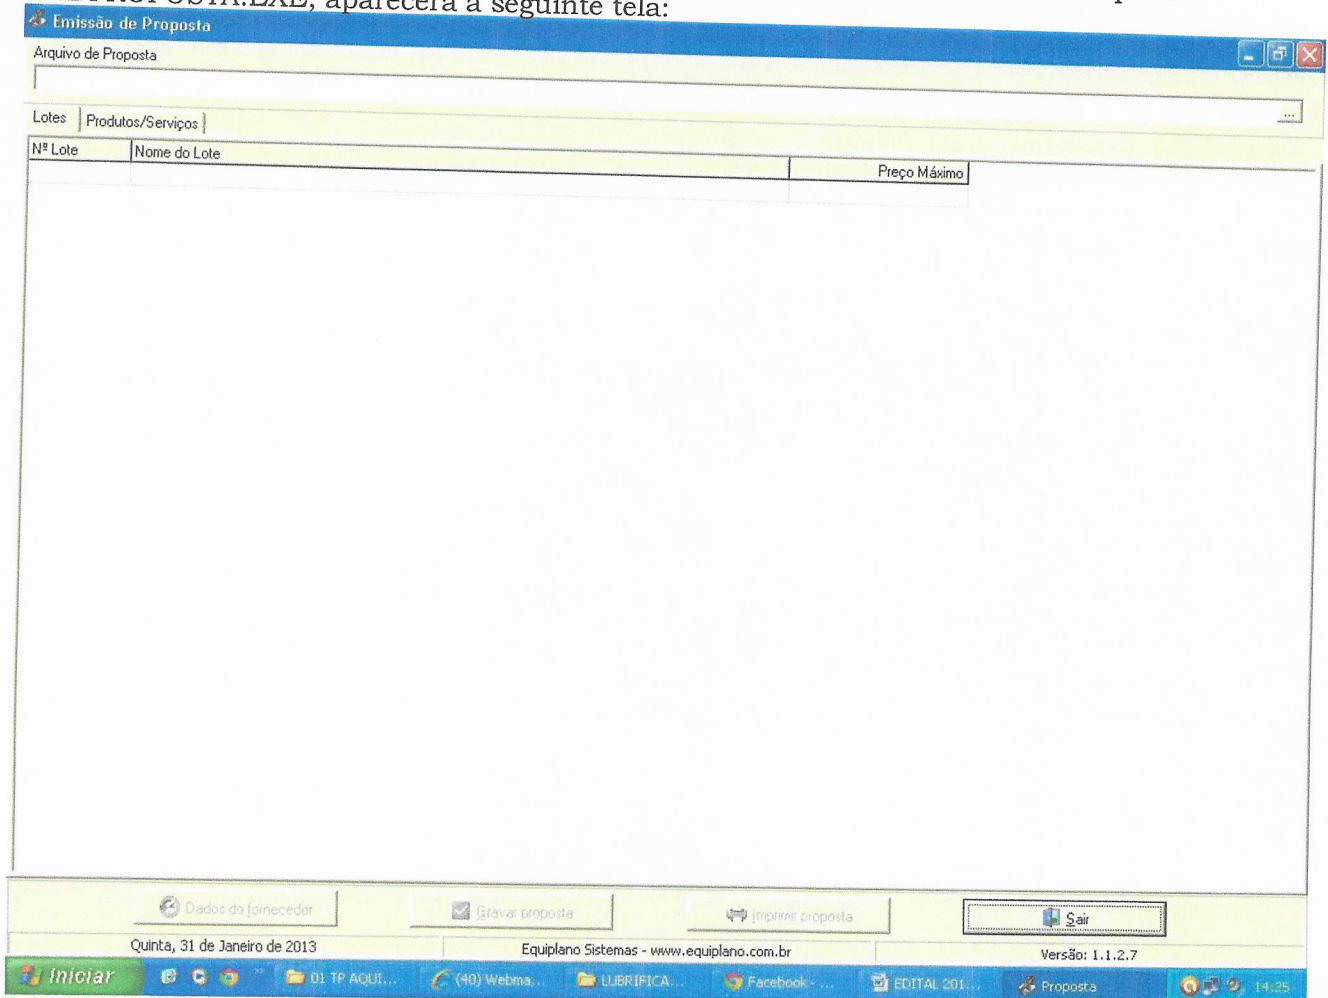 PROPOSTA.EXE, aparecerá a seguinte tela:
Emissão de Proposta
Arquivo de Proposta
...
Lotes Produtos/Serviços
Nº Lote Nome do Lote Preço Máximo
Dados do fornecedor Gravar proposta Imprimir proposta Sair
Quinta, 31 de Janeiro de 2013 Equiplano Sistemas - www.equiplano.com.br Versão: 1.1.2.7
Iniciar 01 TP AQUI... (40) Webma... LUBRIFICA... Facebook - ... EDITAL 201... Proposta 14:25